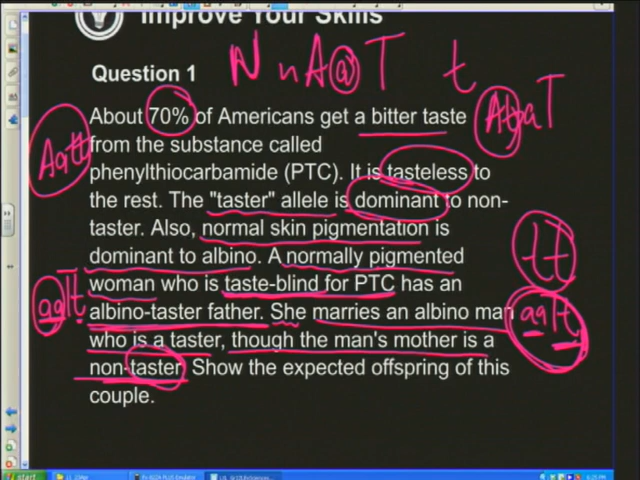 Improve Your Skills
N n A a T t
Question 1
About 70% of Americans get a bitter taste
from the substance called
phenylthiocarbamide (PTC). It is tasteless to
the rest. The "taster" allele is dominant to non-
taster. Also, normal skin pigmentation is
dominant to albino. A normally pigmented
woman who is taste-blind for PTC has an
albino-taster father. She marries an albino man
who is a taster, though the man's mother is a
non-taster. Show the expected offspring of this
couple.
Aatt
tt
aaTt
aaTt
start